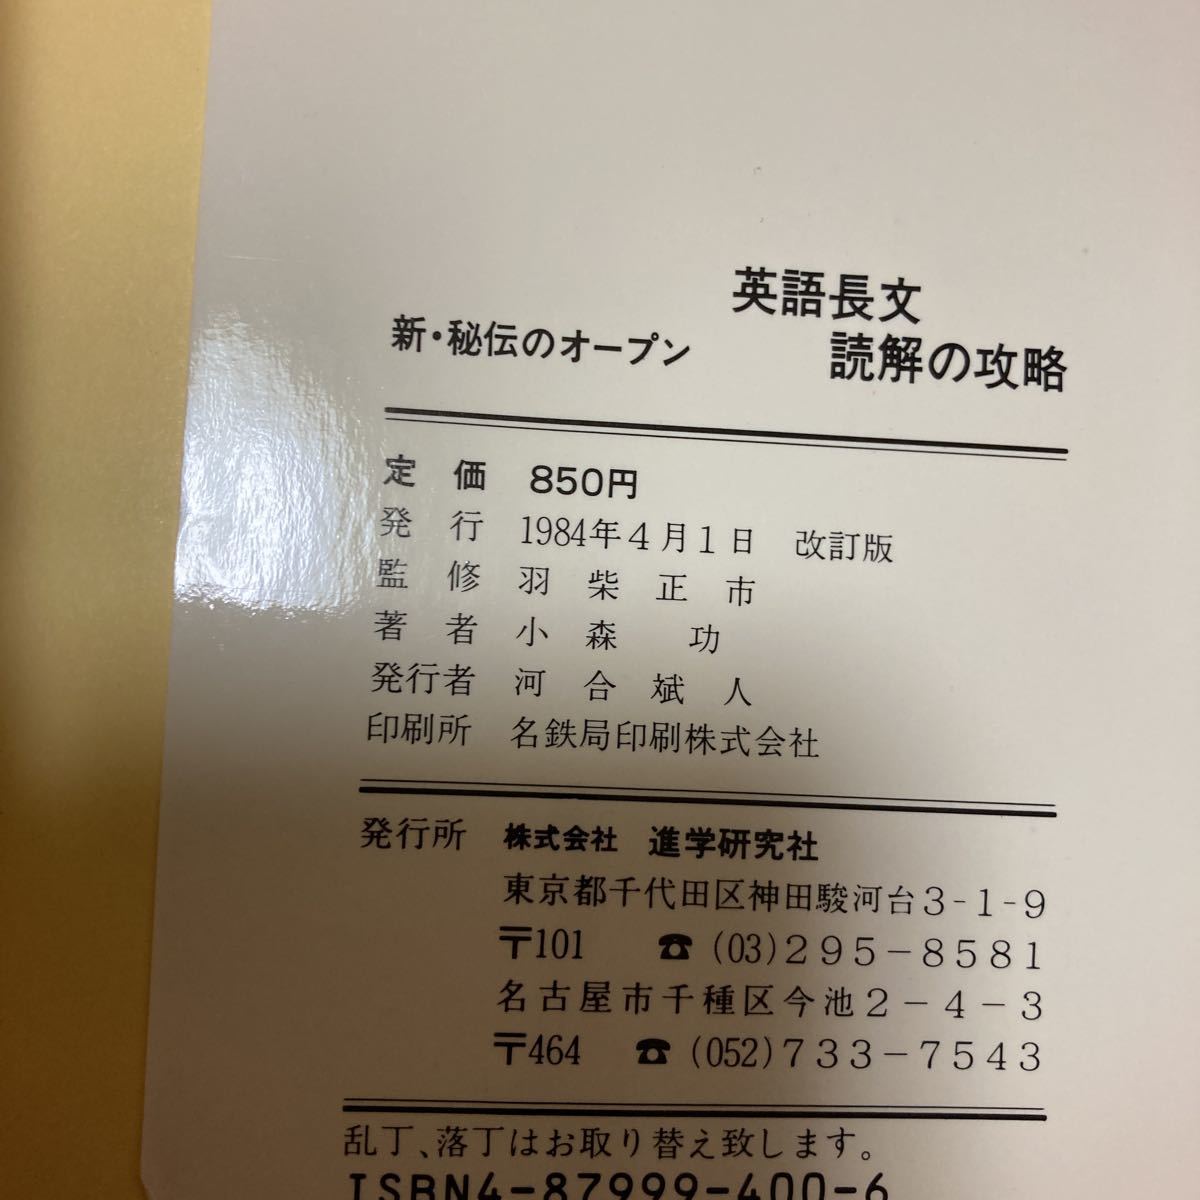 新・秘伝のオープン 英語長文
読解の攻略
定価 850円
発行 1984年4月1日 改訂版
監修 羽柴正市
著者 小森 功
発行者 河合斌人
印刷所 名鉄局印刷株式会社
発行所 株式会社 進学研究社
東京都千代田区神田駿河台3-1-9
〒101 ☎(03)295-8581
名古屋市千種区今池2-4-3
〒464 ☎(052)733-7543
乱丁、落丁はお取り替え致します。
ISBN4-87999-400-6